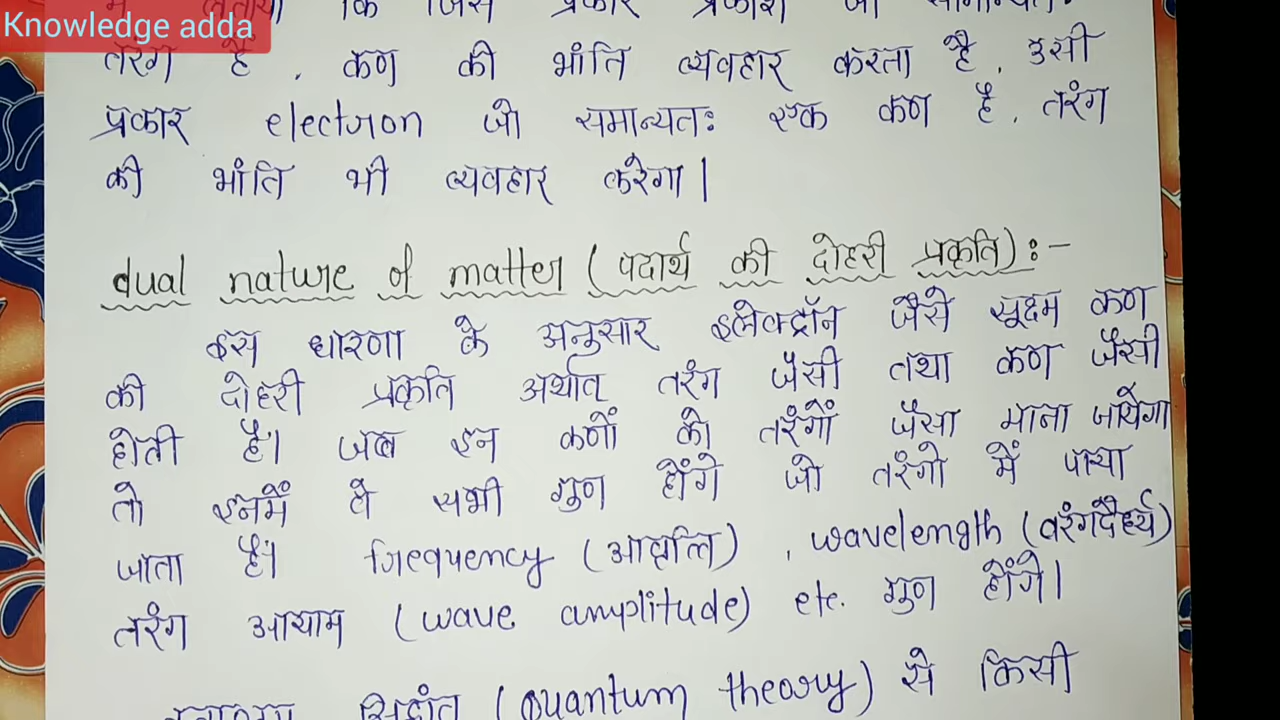 Knowledge adda
प्रकार प्रकाश जो
तरंग है, कण की भांति व्यवहार करता है, उसी
प्रकार electron जो समान्यतः एक कण है, तरंग
की भांति भी व्यवहार करेगा|
dual nature of matter (पदार्थ की दोहरी प्रकृति):-
इस धारणा के अनुसार इलेक्ट्रॉन जैसे सूक्ष्म कण
की दोहरी प्रकृति अर्थात् तरंग जैसी तथा कण जैसी
होती है। जब इन कणों को तरंगों जैसा माना जायेगा
तो इनमें वे सभी गुण होंगे जो तरंगो में पाया
जाता है। frequency (आवृत्ति), wavelength (तरंगदैर्ध्य)
तरंग आयाम (wave amplitude) etc. गुण होंगे।
सिद्धांत (quantum theory) से किसी